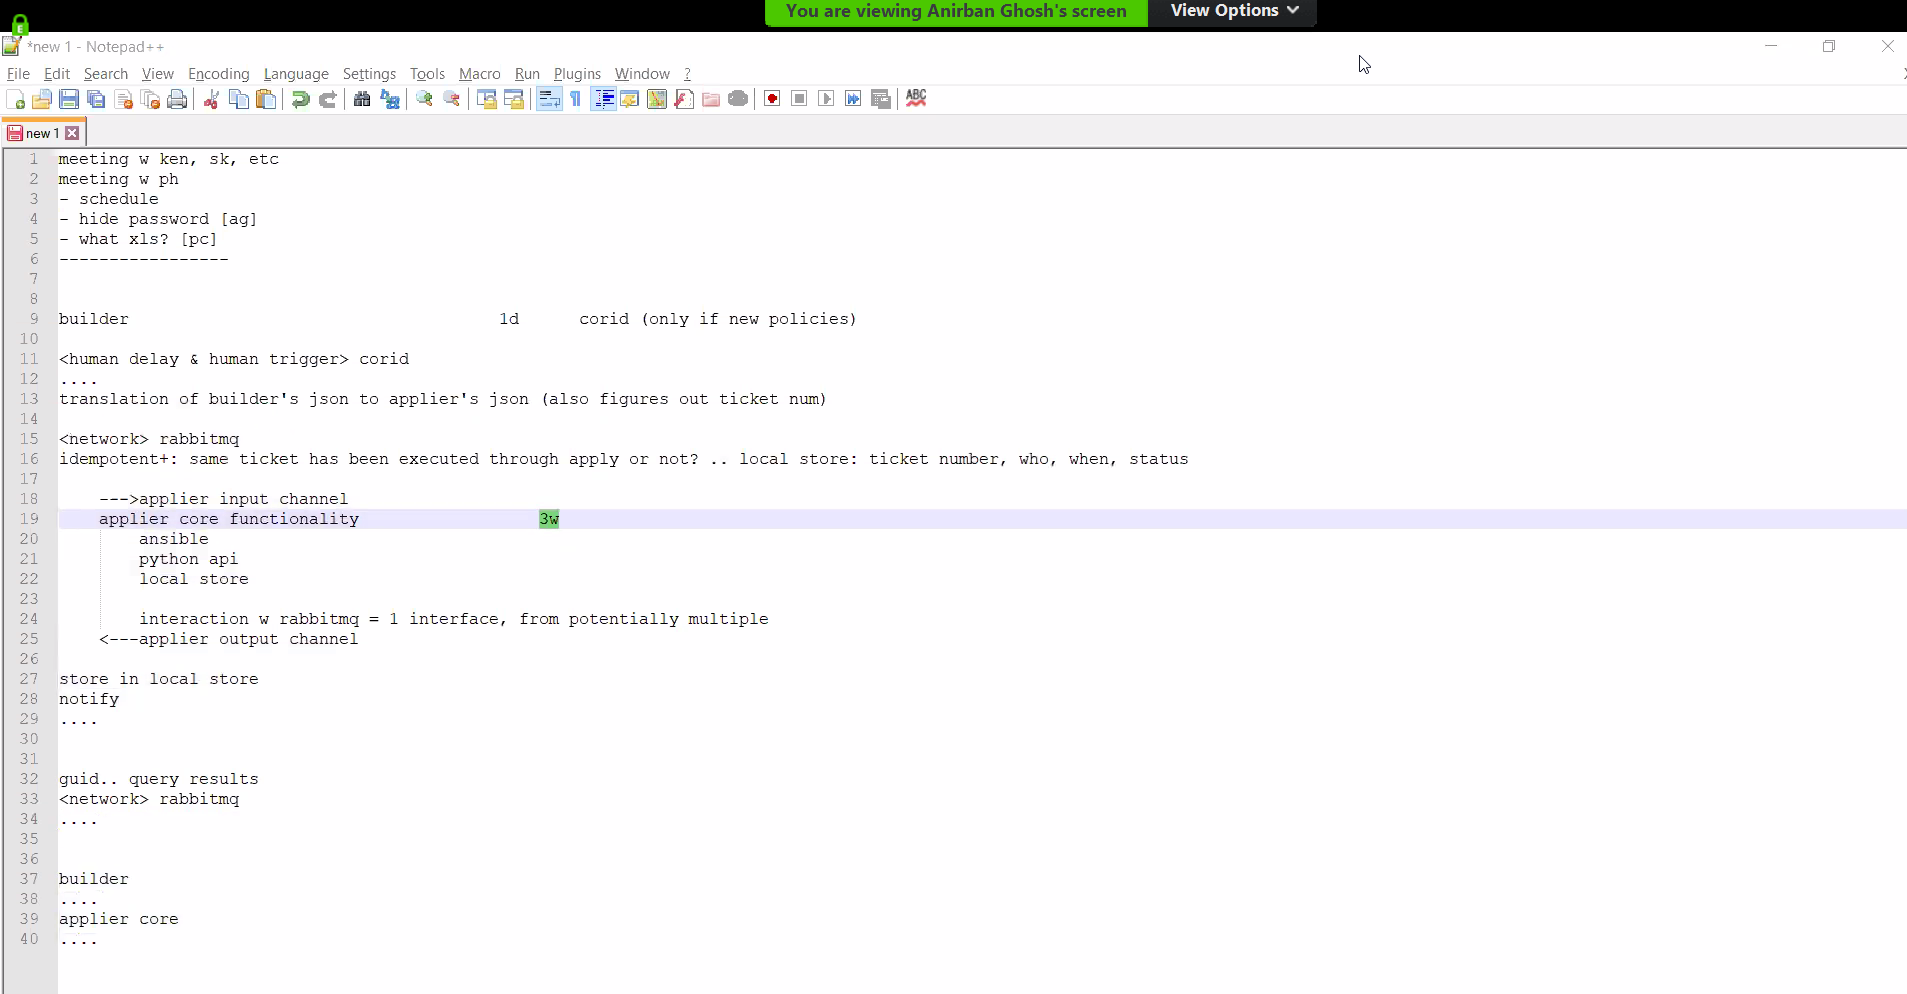 You are viewing Anirban Ghosh's screen View Options
*new 1 - Notepad++
File Edit Search View Encoding Language Settings Tools Macro Run Plugins Window ?
ABC
new 1
1 meeting w ken, sk, etc
2 meeting w ph
3 - schedule
4 - hide password [ag]
5 - what xls? [pc]
6 -----------------
7
8
9 builder 1d corid (only if new policies)
10
11 <human delay & human trigger> corid
12 ....
13 translation of builder's json to applier's json (also figures out ticket num)
14
15 <network> rabbitmq
16 idempotent+: same ticket has been executed through apply or not? .. local store: ticket number, who, when, status
17
18 --->applier input channel
19 applier core functionality 3w
20 ansible
21 python api
22 local store
23
24 interaction w rabbitmq = 1 interface, from potentially multiple
25 <---applier output channel
26
27 store in local store
28 notify
29 ....
30
31
32 guid.. query results
33 <network> rabbitmq
34 ....
35
36
37 builder
38 ....
39 applier core
40 ....